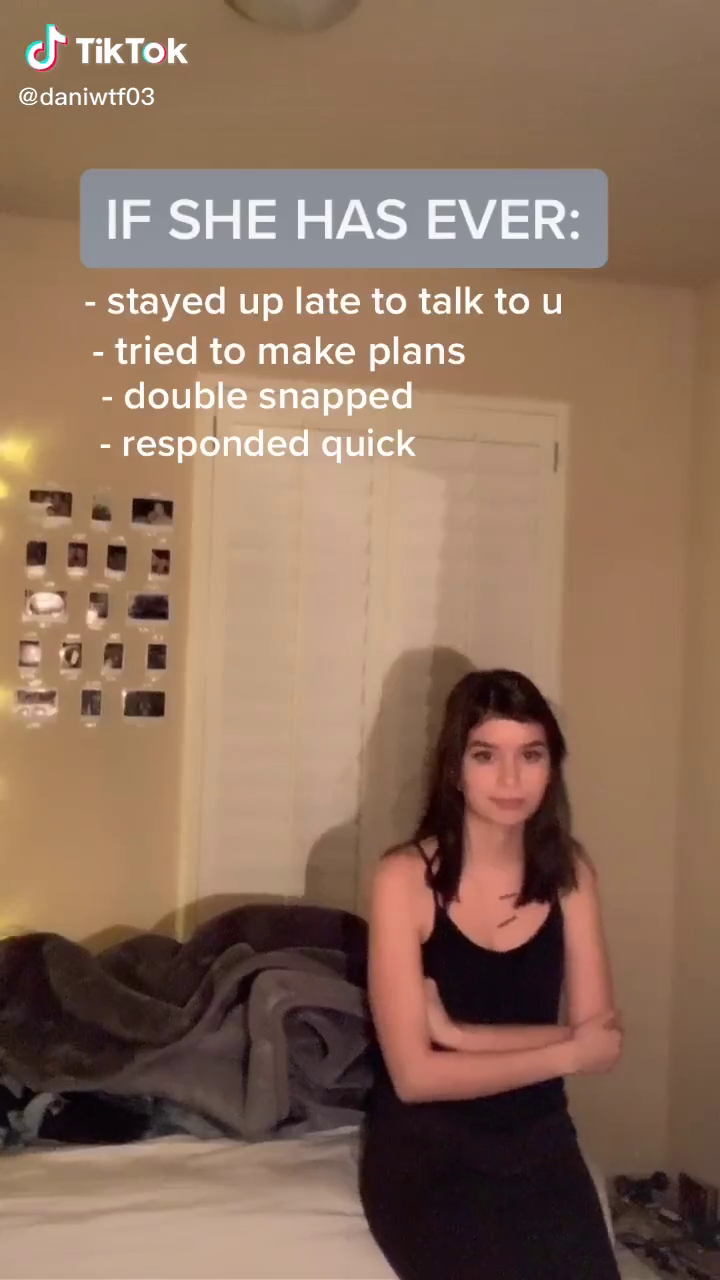 TikTok
@daniwtf03
IF SHE HAS EVER:
- stayed up late to talk to u
- tried to make plans
- double snapped
- responded quick